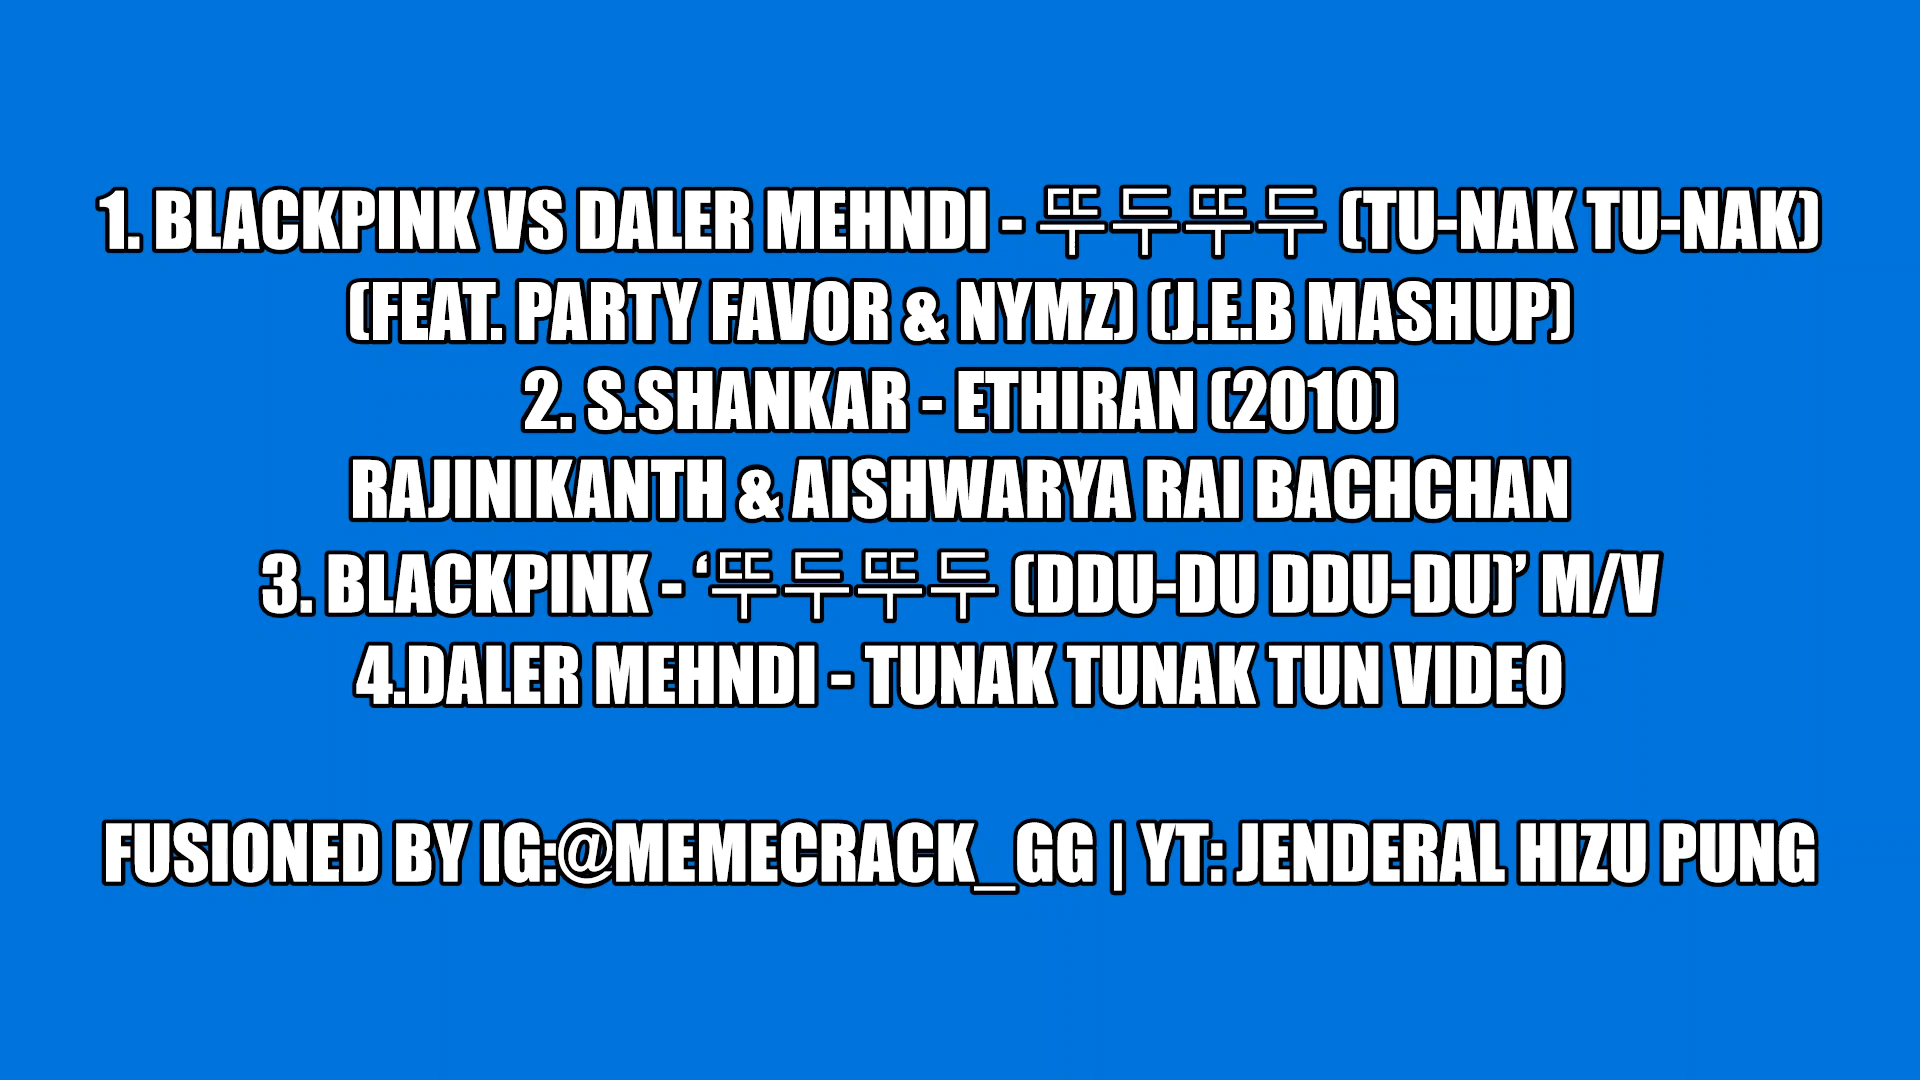 1. BLACKPINK VS DALER MEHNDI - 뚜두뚜두 (TU-NAK TU-NAK)
(FEAT. PARTY FAVOR & NYMZ) (J.E.B MASHUP)
2. S.SHANKAR - ETHIRAN (2010)
RAJINIKANTH & AISHWARYA RAI BACHCHAN
3. BLACKPINK - ‘뚜두뚜두 (DDU-DU DDU-DU)’ M/V
4.DALER MEHNDI - TUNAK TUNAK TUN VIDEO
FUSIONED BY IG:@MEMECRACK_GG | YT: JENDERAL HIZU PUNG